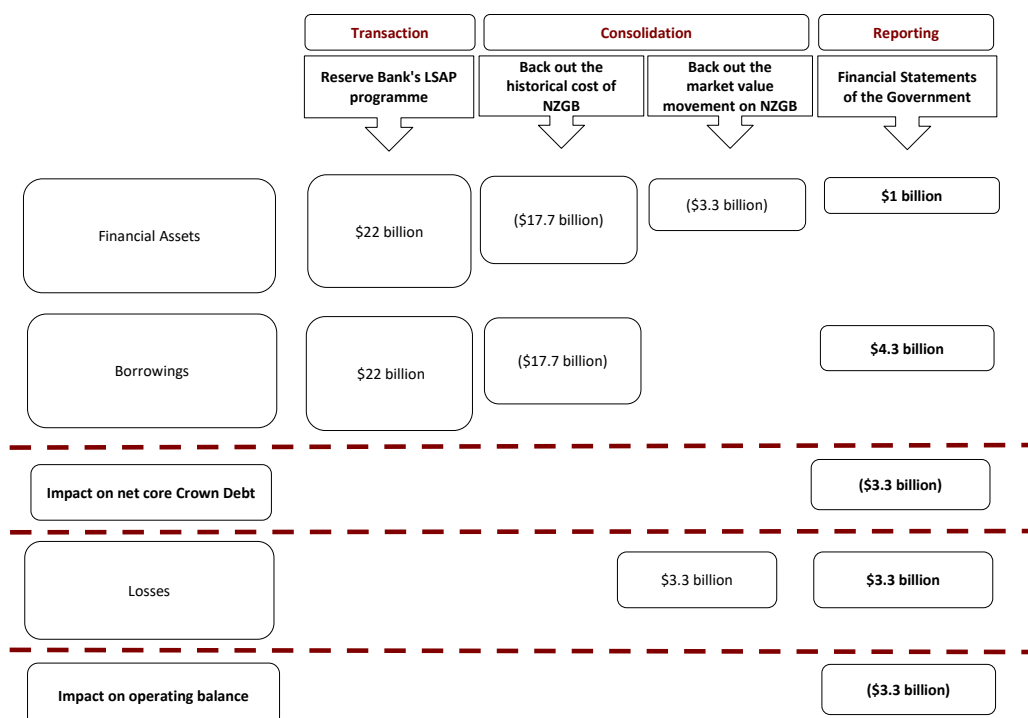 Transaction
Consolidation
Reporting
Reserve Bank's LSAP
programme
Back out the
historical cost of
NZGB
Back out the
market value
movement on NZGB
Financial Statements
of the Government
Financial Assets
$22 billion
($17.7 billion)
($3.3 billion)
$1 billion
Borrowings
$22 billion
($17.7 billion)
$4.3 billion
Impact on net core Crown Debt
($3.3 billion)
Losses
$3.3 billion
$3.3 billion
Impact on operating balance
($3.3 billion)